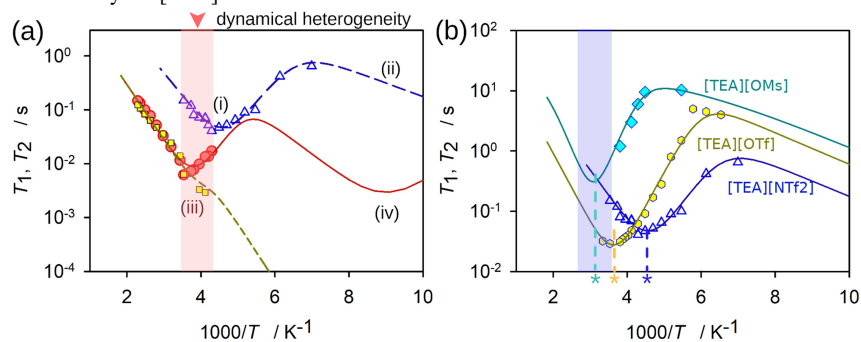 dynamical heterogeneity
(a)
T1, T2 / s
10^0
10^-1
10^-2
10^-3
10^-4
(i)
(ii)
(iii)
(iv)
2
4
6
8
10
1000/T / K^-1
(b)
T1, T2 / s
10^2
10^1
10^0
10^-1
10^-2
[TEA][OMs]
[TEA][OTf]
[TEA][NTf2]
*
*
*
2
4
6
8
10
1000/T / K^-1